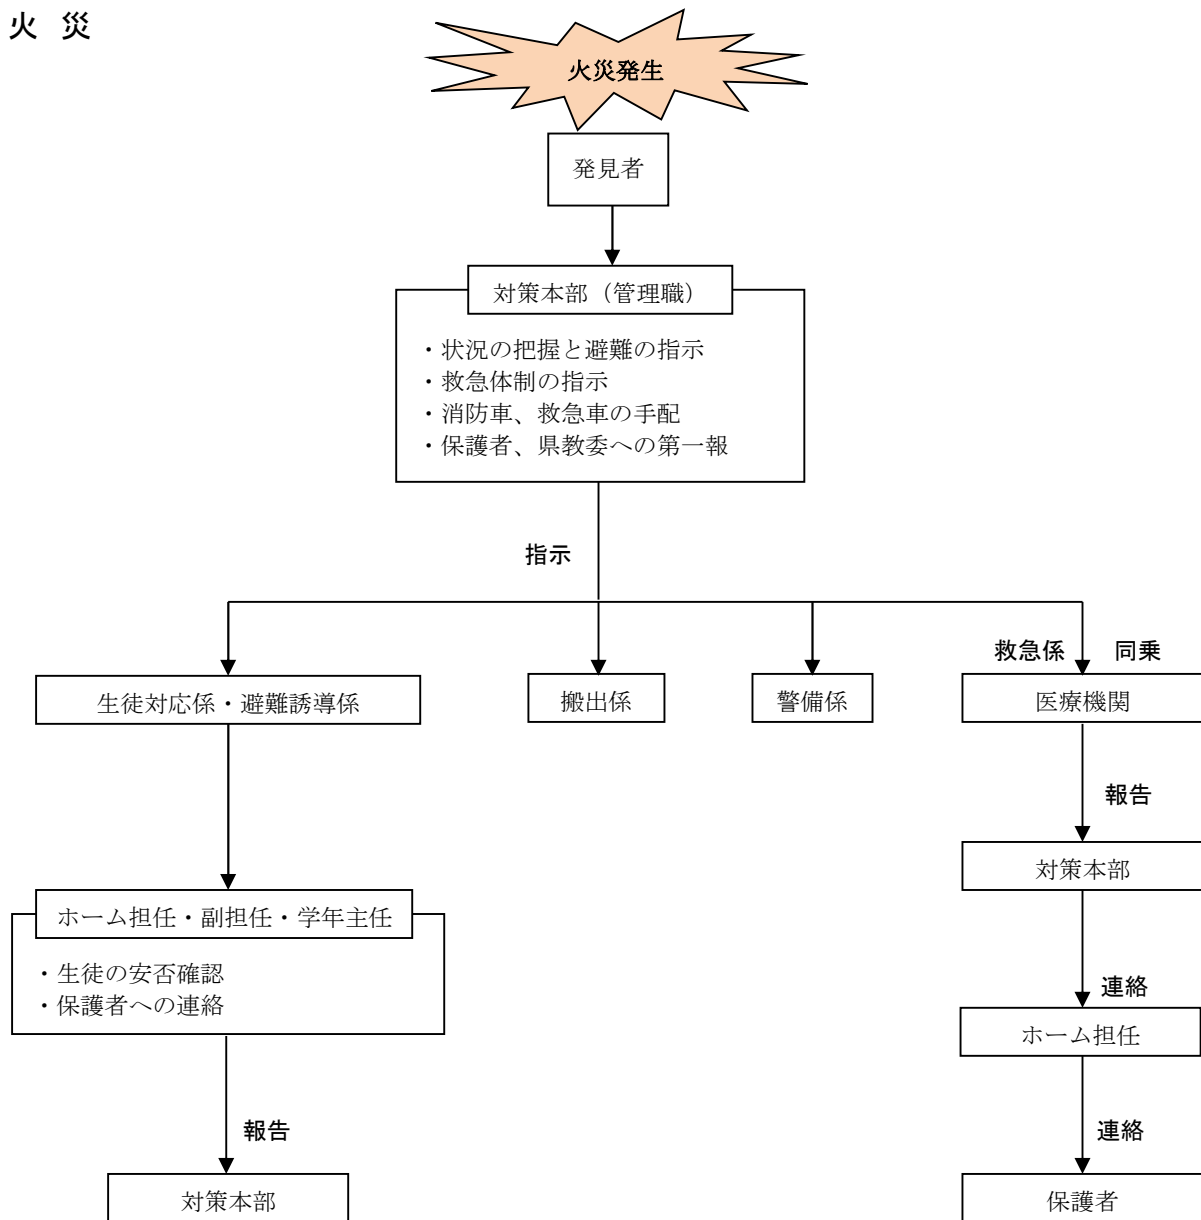 火 災
火災発生
発見者
対策本部（管理職）
・状況の把握と避難の指示
・救急体制の指示
・消防車、救急車の手配
・保護者、県教委への第一報
指示
救急係 同乗
生徒対応係・避難誘導係
搬出係
警備係
医療機関
報告
対策本部
ホーム担任・副担任・学年主任
・生徒の安否確認
・保護者への連絡
連絡
ホーム担任
報告
連絡
対策本部
保護者